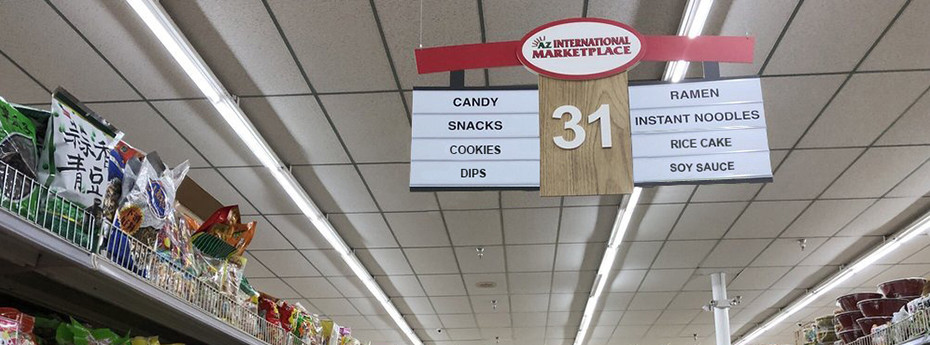 AZ INTERNATIONAL
MARKETPLACE
CANDY
SNACKS
COOKIES
DIPS
31
RAMEN
INSTANT NOODLES
RICE CAKE
SOY SAUCE